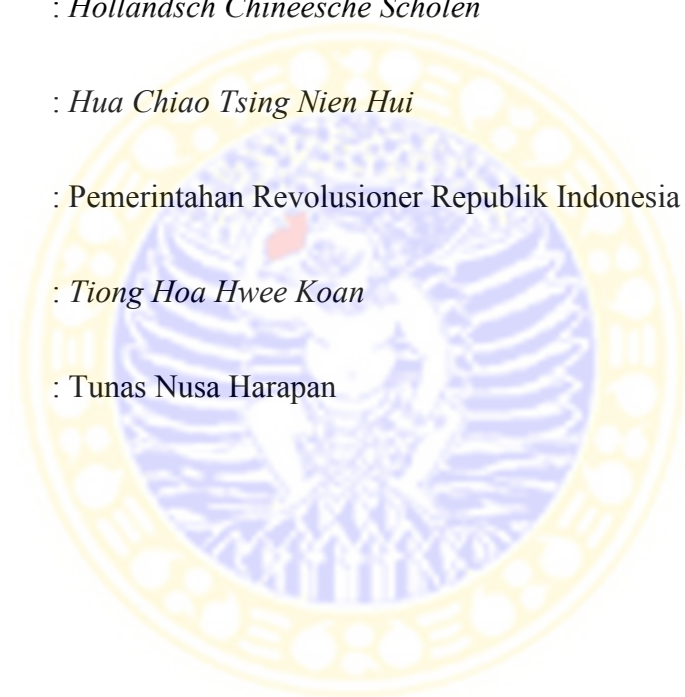 : Hollandsch Chineesche Scholen
: Hua Chiao Tsing Nien Hui
: Pemerintahan Revolusioner Republik Indonesia
: Tiong Hoa Hwee Koan
: Tunas Nusa Harapan